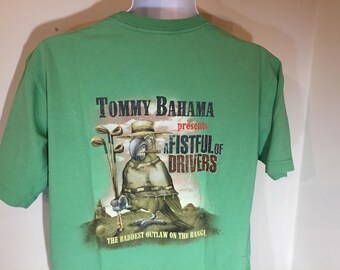 TOMMY BAHAMA
presents
A FISTFUL OF
DRIVERS
THE BADDEST OUTLAW ON THE RANGE